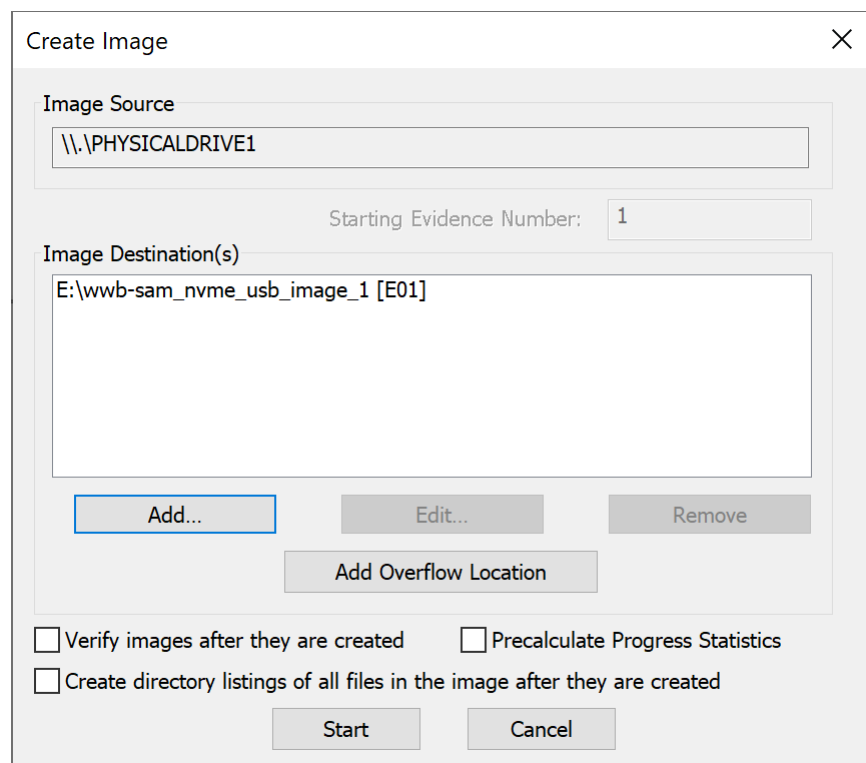 Create Image
Image Source
\\.\PHYSICALDRIVE1
Starting Evidence Number: 1
Image Destination(s)
E:\wwb-sam_nvme_usb_image_1 [E01]
Add... Edit... Remove
Add Overflow Location
Verify images after they are created Precalculate Progress Statistics
Create directory listings of all files in the image after they are created
Start Cancel